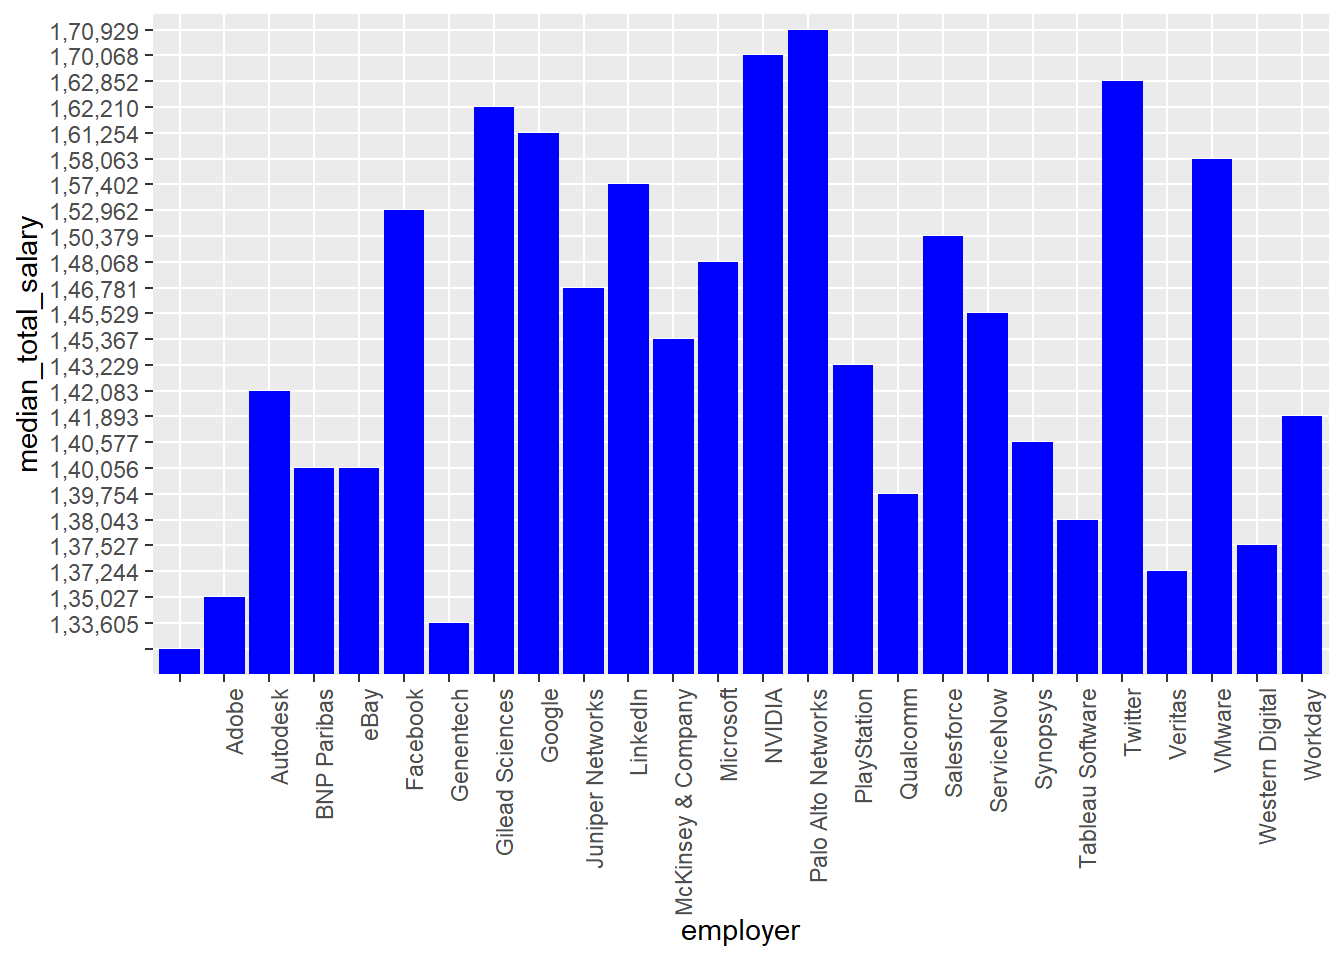 1,70,929
1,70,068
1,62,852
1,62,210
1,61,254
1,58,063
1,57,402
1,52,962
1,50,379
1,48,068
1,46,781
1,45,529
1,45,367
1,43,229
1,42,083
1,41,893
1,40,577
1,40,056
1,39,754
1,38,043
1,37,527
1,37,244
1,35,027
1,33,605
median_total_salary
Adobe
Autodesk
BNP Paribas
eBay
Facebook
Genentech
Gilead Sciences
Google
Juniper Networks
LinkedIn
McKinsey & Company
Microsoft
NVIDIA
Palo Alto Networks
PlayStation
Qualcomm
Salesforce
ServiceNow
Synopsys
Tableau Software
Twitter
Veritas
VMware
Western Digital
Workday
employer